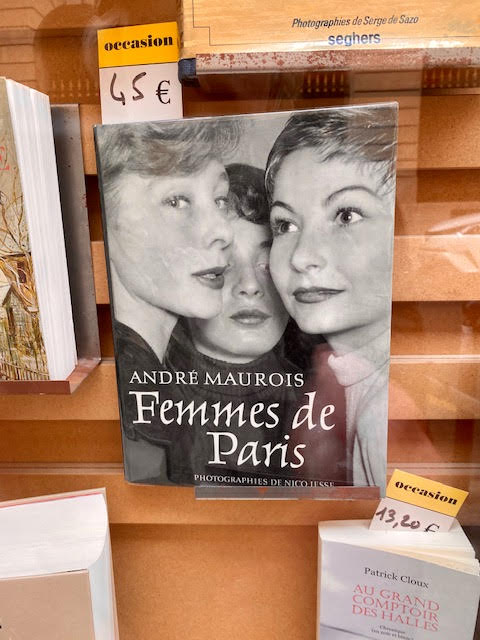 Photographies de Serge de Sazo
seghers
occasion
45 €
ANDRÉ MAUROIS
Femmes de
Paris
PHOTOGRAPHIES DE NICO JESSE
occasion
13,20 €
Patrick Cloux
AU GRAND
COMPTOIR
DES HALLES
Chronique